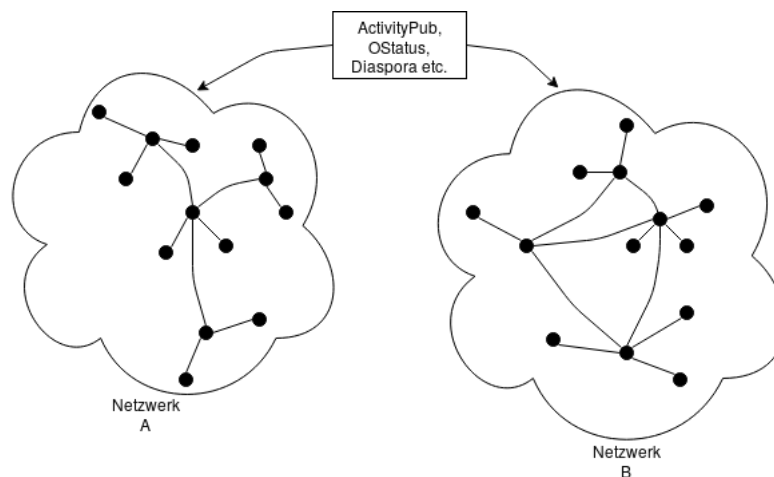 ActivityPub,
OStatus,
Diaspora etc.
Netzwerk
A
Netzwerk
B